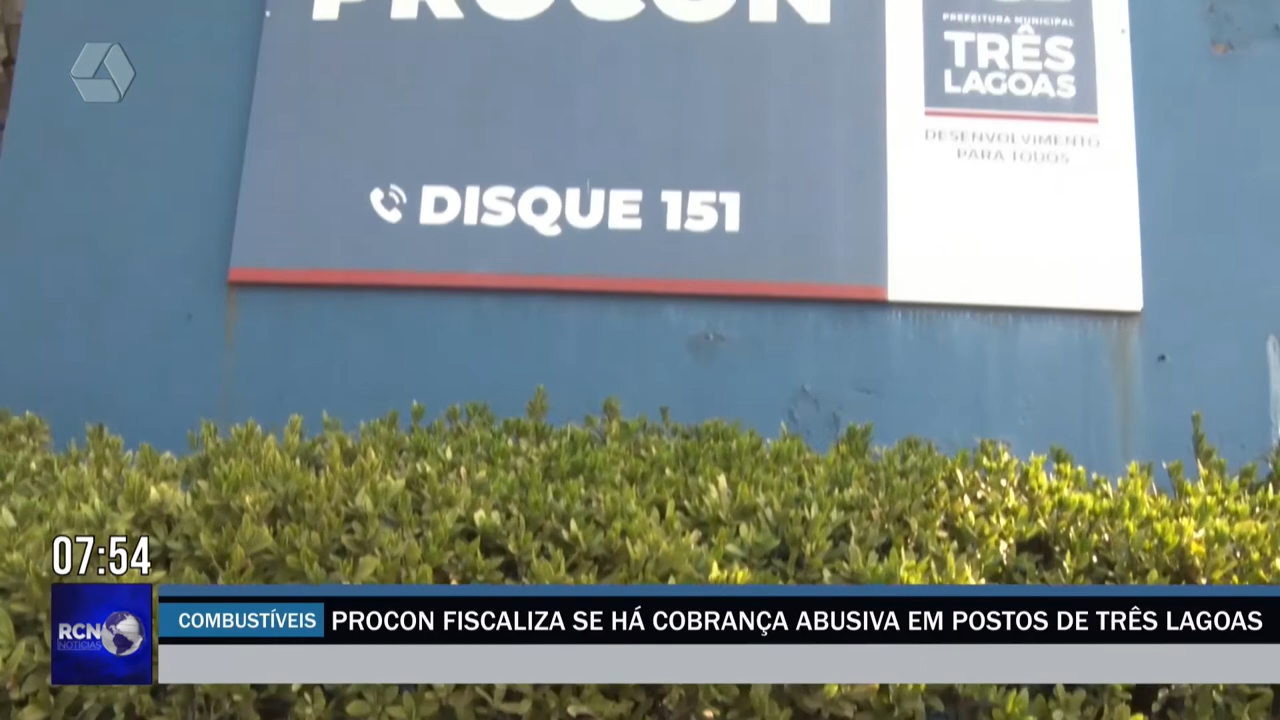 PROCON
PREFEITURA MUNICIPAL
TRÊS
LAGOAS
DESENVOLVIMENTO
PARA TODOS
DISQUE 151
07:54
RCN
NOTÍCIAS
COMBUSTÍVEIS
PROCON FISCALIZA SE HÁ COBRANÇA ABUSIVA EM POSTOS DE TRÊS LAGOAS